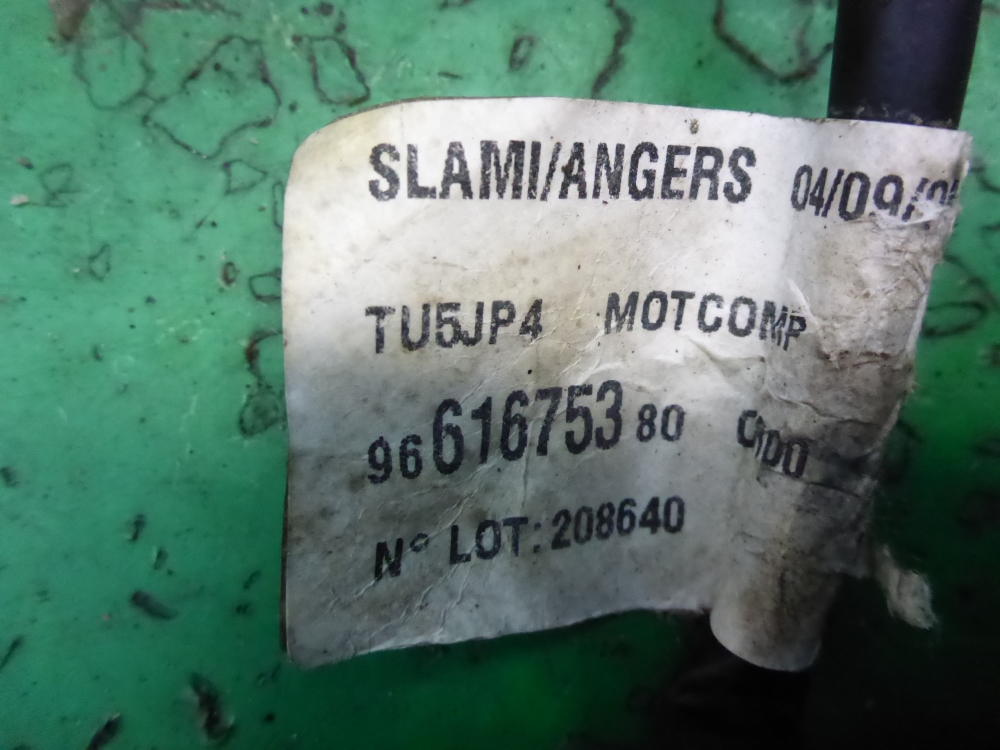 SLAMI/ANGERS 04/09/
TU5JP4 MOTCOMP
96 616753 80
N° LOT: 208640